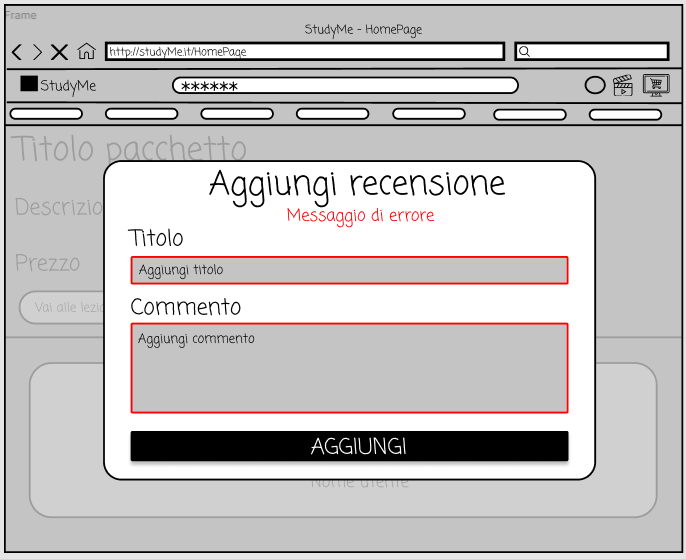 Frame
StudyMe - HomePage
http://studyMe.it/HomePage
StudyMe
******
Titolo pacchetto
Descrizio
Prezzo
Vai alle lezio
Aggiungi recensione
Messaggio di errore
Titolo
Aggiungi titolo
Commento
Aggiungi commento
AGGIUNGI
Nome utente